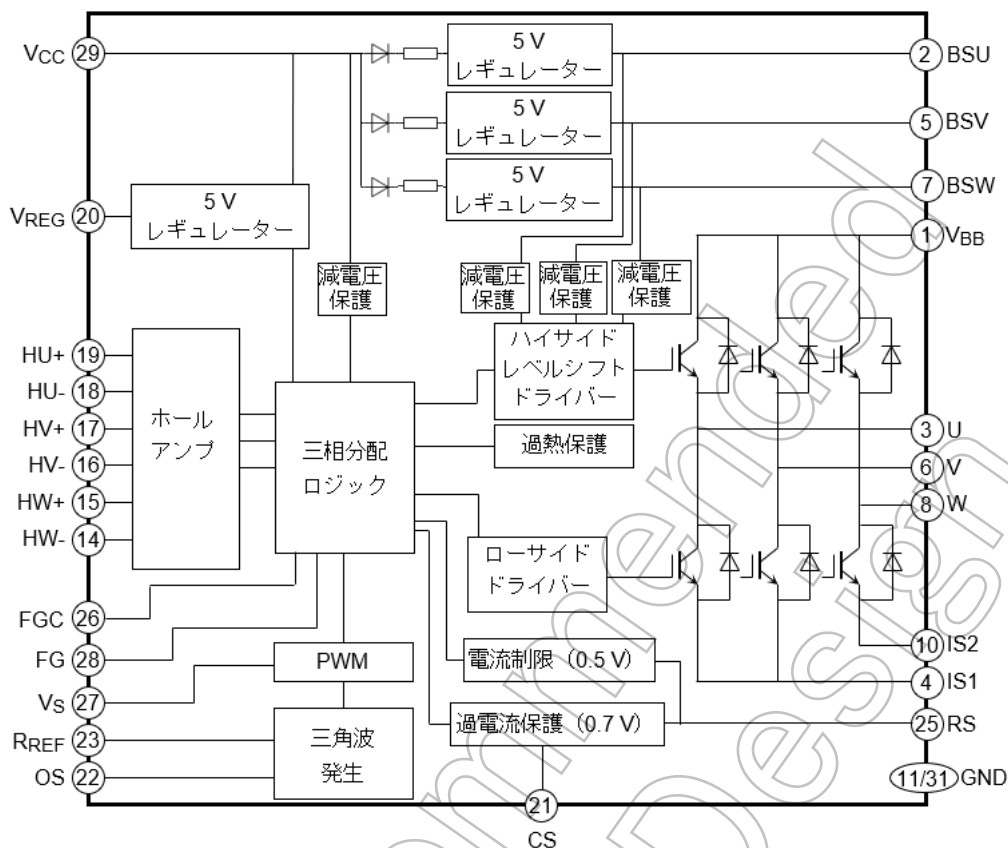 VCC 29
5 V
レギュレーター
2 BSU
5 V
レギュレーター
5 BSV
5 V
レギュレーター
7 BSW
VREG 20
5 V
レギュレーター
1 VBB
減電圧
保護
減電圧
保護
減電圧
保護
減電圧
保護
HU+ 19
HU- 18
HV+ 17
HV- 16
HW+ 15
HW- 14
ホール
アンプ
三相分配
ロジック
ハイサイド
レベルシフト
ドライバー
過熱保護
ローサイド
ドライバー
3 U
6 V
8 W
FGC 26
FG 28
VS 27
RREF 23
OS 22
PWM
三角波
発生
電流制限（0.5 V）
過電流保護（0.7 V）
10 IS2
4 IS1
25 RS
11/31 GND
21
CS
ommended
Design